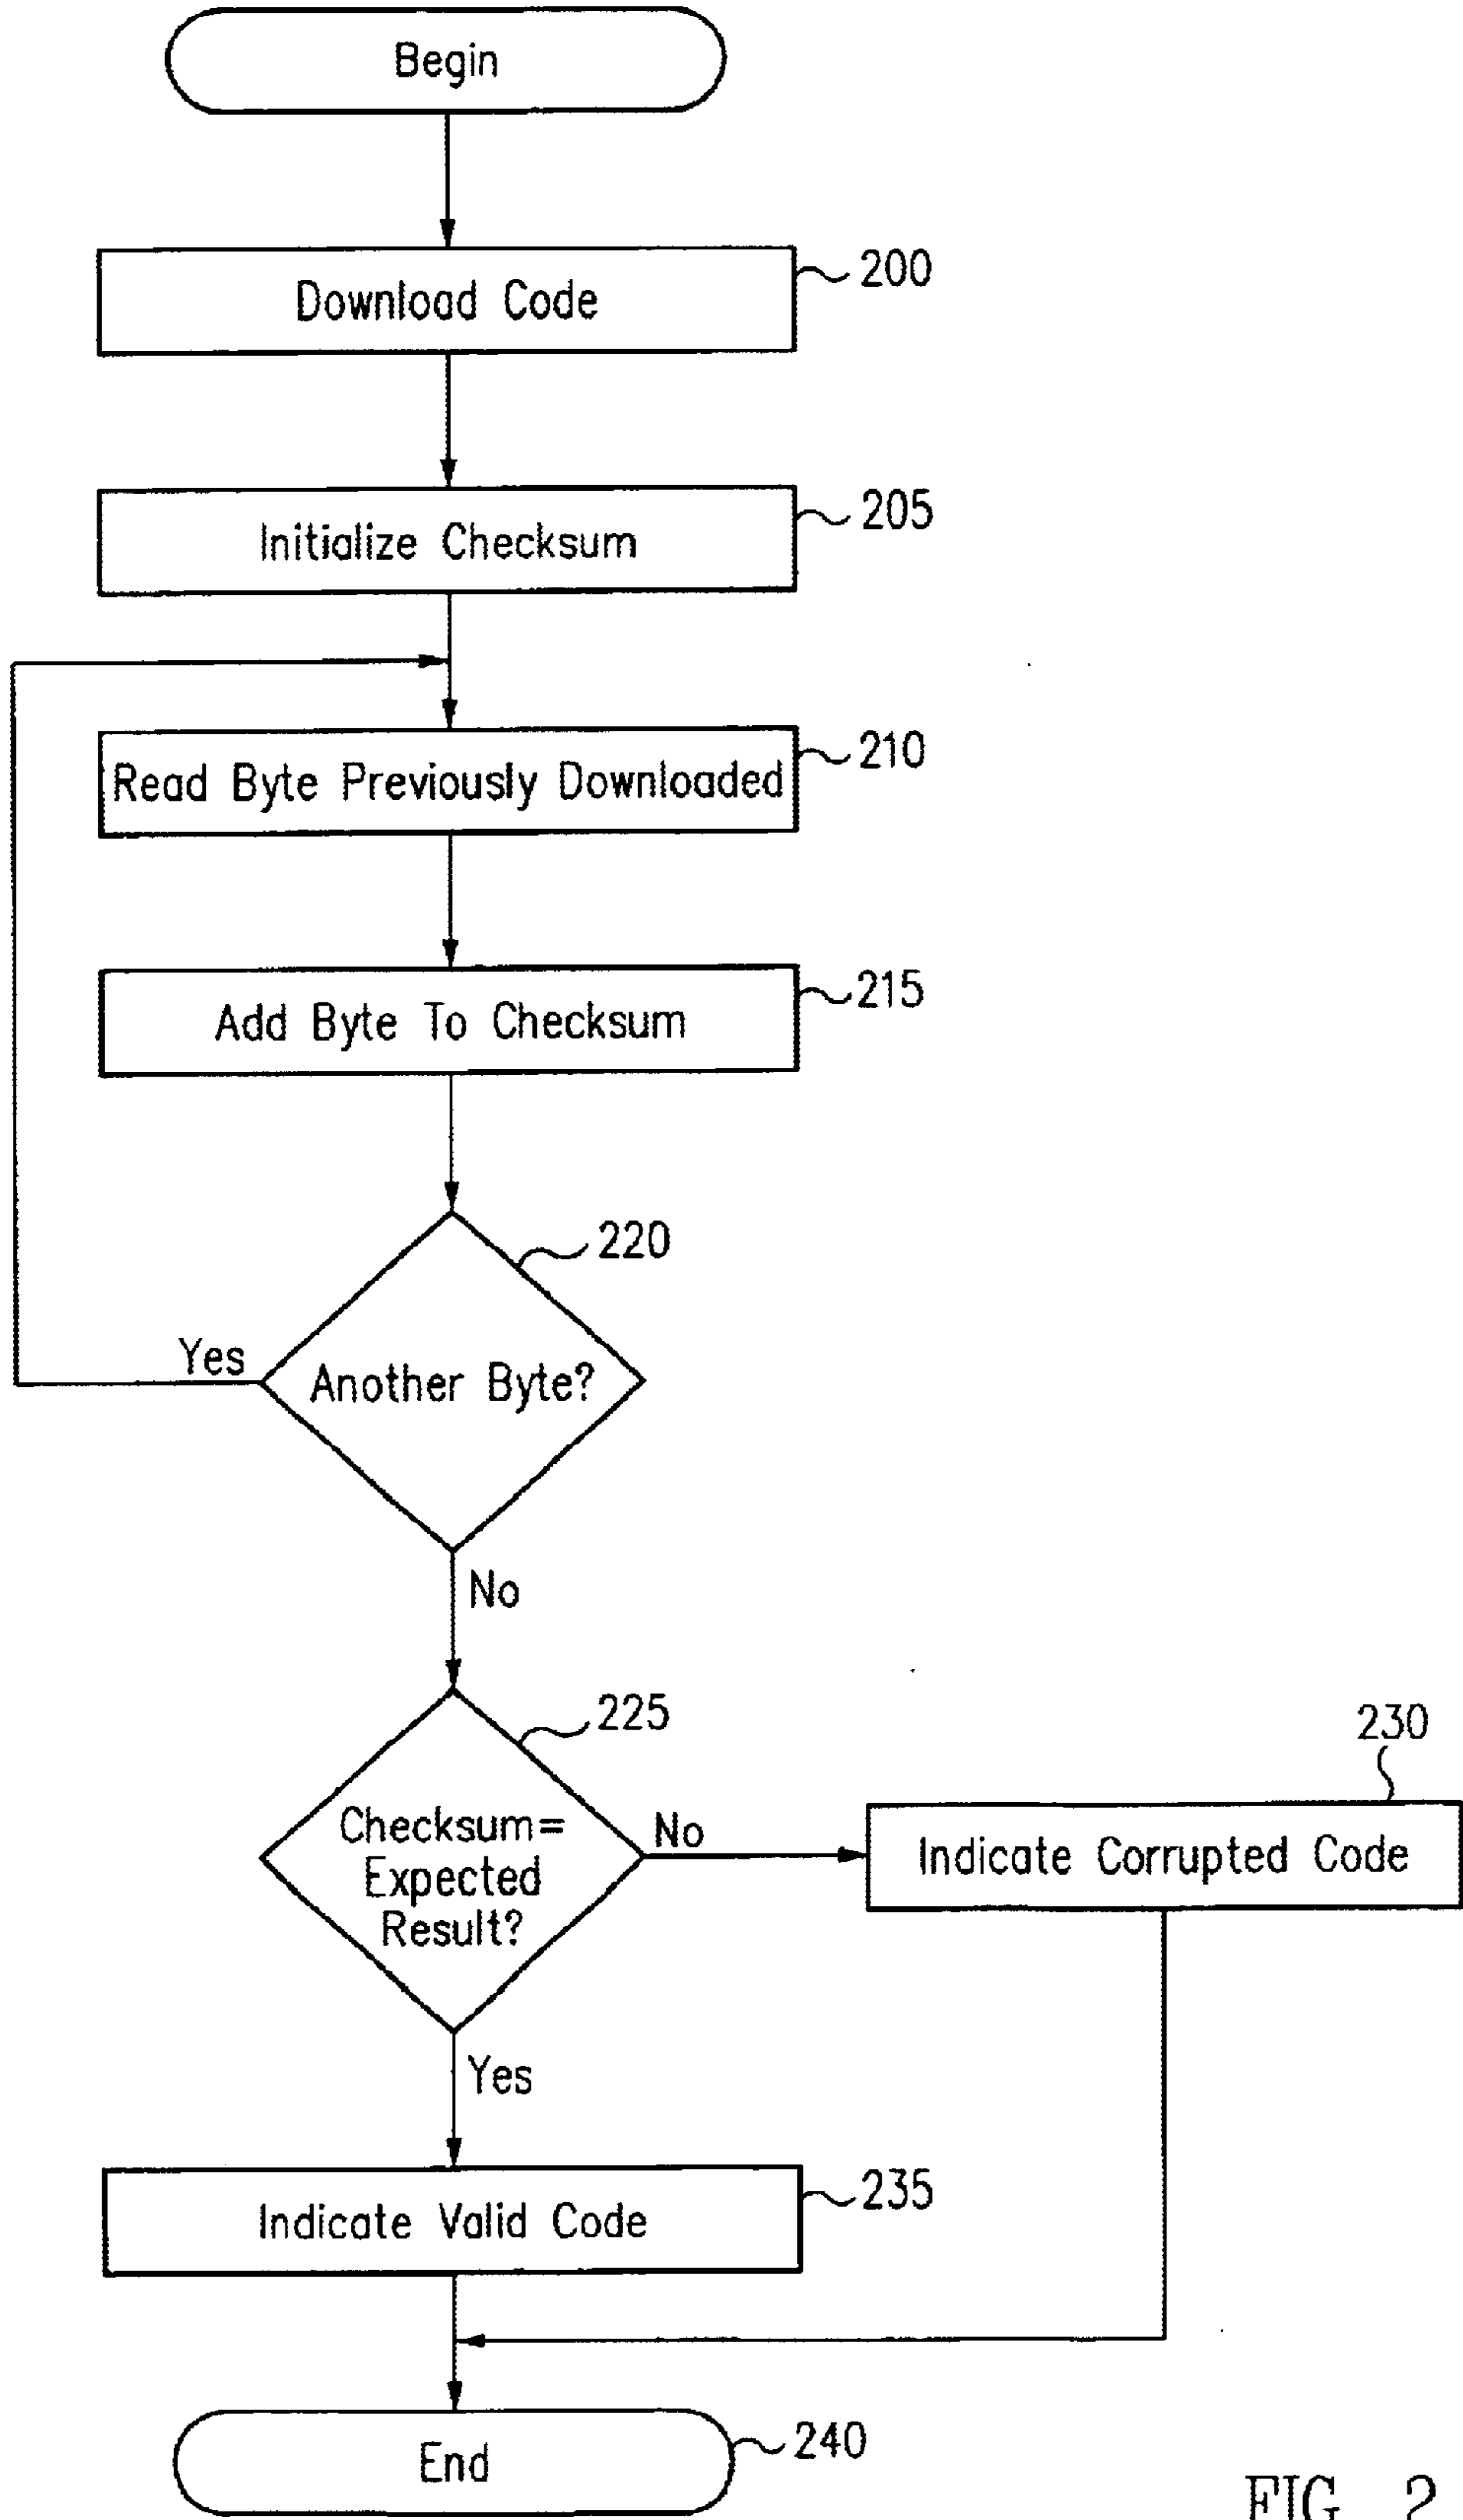 Begin
Download Code
200
Initialize Checksum
205
Read Byte Previously Downloaded
210
Add Byte To Checksum
215
220
Yes
Another Byte?
No
225
230
Checksum=
Expected
Result?
No
Indicate Corrupted Code
Yes
Indicate Valid Code
235
End
240
FIG. 2